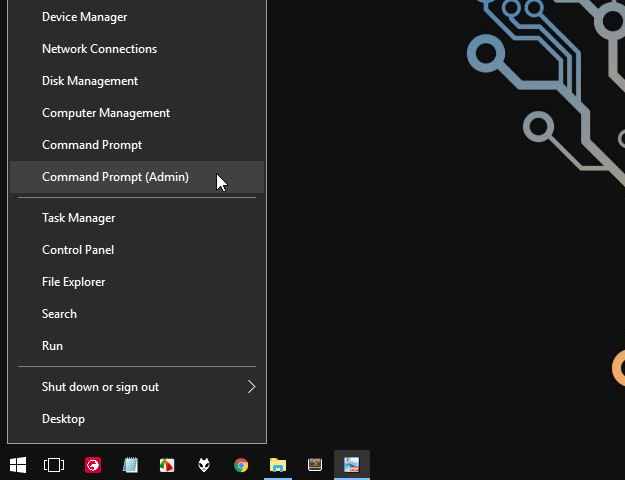 Device Manager
Network Connections
Disk Management
Computer Management
Command Prompt
Command Prompt (Admin)
Task Manager
Control Panel
File Explorer
Search
Run
Shut down or sign out
Desktop